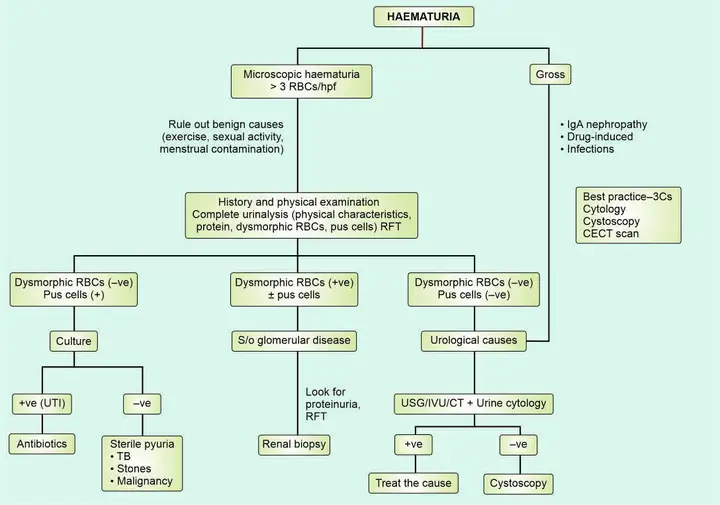 HAEMATURIA
Microscopic haematuria
> 3 RBCs/hpf
Gross
Rule out benign causes
(exercise, sexual activity,
menstrual contamination)
• IgA nephropathy
• Drug-induced
• Infections
History and physical examination
Complete urinalysis (physical characteristics,
protein, dysmorphic RBCs, pus cells) RFT
Best practice–3Cs
Cytology
Cystoscopy
CECT scan
Dysmorphic RBCs (–ve)
Pus cells (+)
Dysmorphic RBCs (+ve)
± pus cells
Dysmorphic RBCs (–ve)
Pus cells (–ve)
Culture
S/o glomerular disease
Urological causes
Look for
proteinuria,
RFT
+ve (UTI)
–ve
USG/IVU/CT + Urine cytology
Antibiotics
Sterile pyuria
• TB
• Stones
• Malignancy
Renal biopsy
+ve
–ve
Treat the cause
Cystoscopy